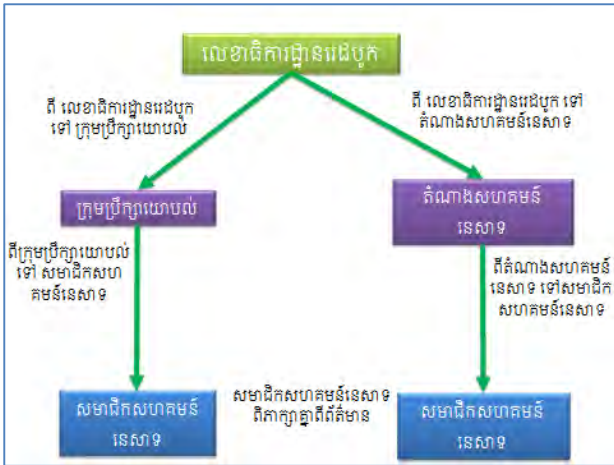 លេខាធិការដ្ឋានរេដបូក
ពី លេខាធិការដ្ឋានរេដបូក
ទៅ ក្រុមប្រឹក្សាយោបល់
ពី លេខាធិការដ្ឋានរេដបូក ទៅ
តំណាងសហគមន៍នេសាទ
ក្រុមប្រឹក្សាយោបល់
តំណាងសហគមន៍
នេសាទ
ពីក្រុមប្រឹក្សាយោបល់
ទៅ សមាជិកសហ
គមន៍នេសាទ
ពីតំណាងសហគមន៍
នេសាទ ទៅសមាជិក
សហគមន៍នេសាទ
សមាជិកសហគមន៍
នេសាទ
សមាជិកសហគមន៍នេសាទ
ពិភាក្សាគ្នាពីព័ត៌មាន
សមាជិកសហគមន៍
នេសាទ